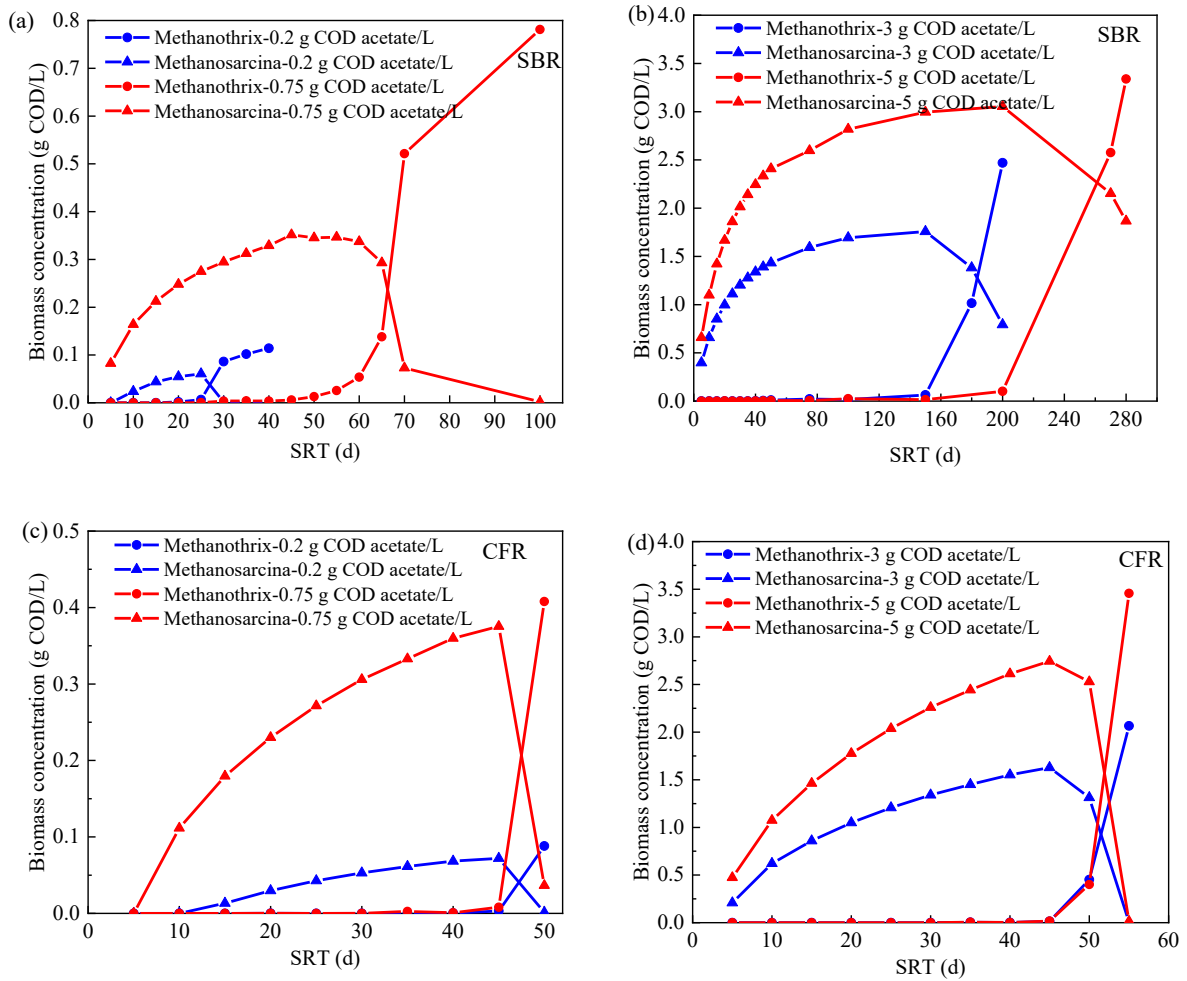 (a)
Methanothrix-0.2 g COD acetate/L
Methanosarcina-0.2 g COD acetate/L
Methanothrix-0.75 g COD acetate/L
Methanosarcina-0.75 g COD acetate/L
SBR
Biomass concentration (g COD/L)
0.8
0.7
0.6
0.5
0.4
0.3
0.2
0.1
0.0
0 10 20 30 40 50 60 70 80 90 100
SRT (d)
(b)
Methanothrix-3 g COD acetate/L
Methanosarcina-3 g COD acetate/L
Methanothrix-5 g COD acetate/L
Methanosarcina-5 g COD acetate/L
SBR
Biomass concentration (g COD/L)
4.0
3.5
3.0
2.5
2.0
1.5
1.0
0.5
0.0
0 40 80 120 160 200 240 280
SRT (d)
(c)
Methanothrix-0.2 g COD acetate/L
Methanosarcina-0.2 g COD acetate/L
Methanothrix-0.75 g COD acetate/L
Methanosarcina-0.75 g COD acetate/L
CFR
Biomass concentration (g COD/L)
0.5
0.4
0.3
0.2
0.1
0.0
0 10 20 30 40 50
SRT (d)
(d)
Methanothrix-3 g COD acetate/L
Methanosarcina-3 g COD acetate/L
Methanothrix-5 g COD acetate/L
Methanosarcina-5 g COD acetate/L
CFR
Biomass concentration (g COD/L)
4.0
3.5
3.0
2.5
2.0
1.5
1.0
0.5
0.0
0 10 20 30 40 50 60
SRT (d)